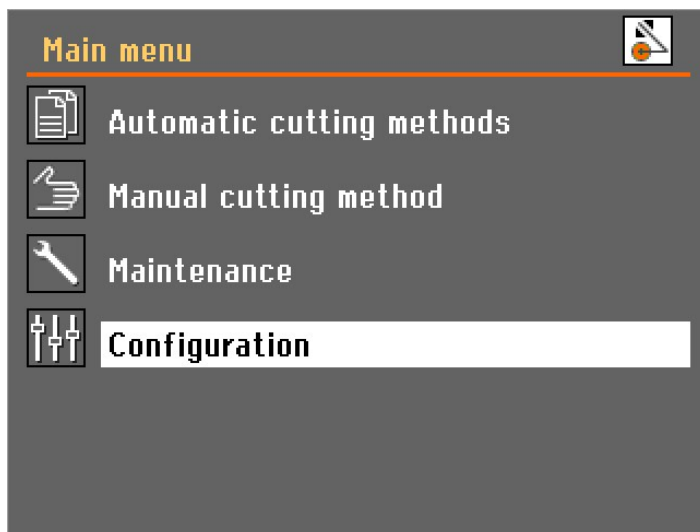 Main menu
Automatic cutting methods
Manual cutting method
Maintenance
Configuration